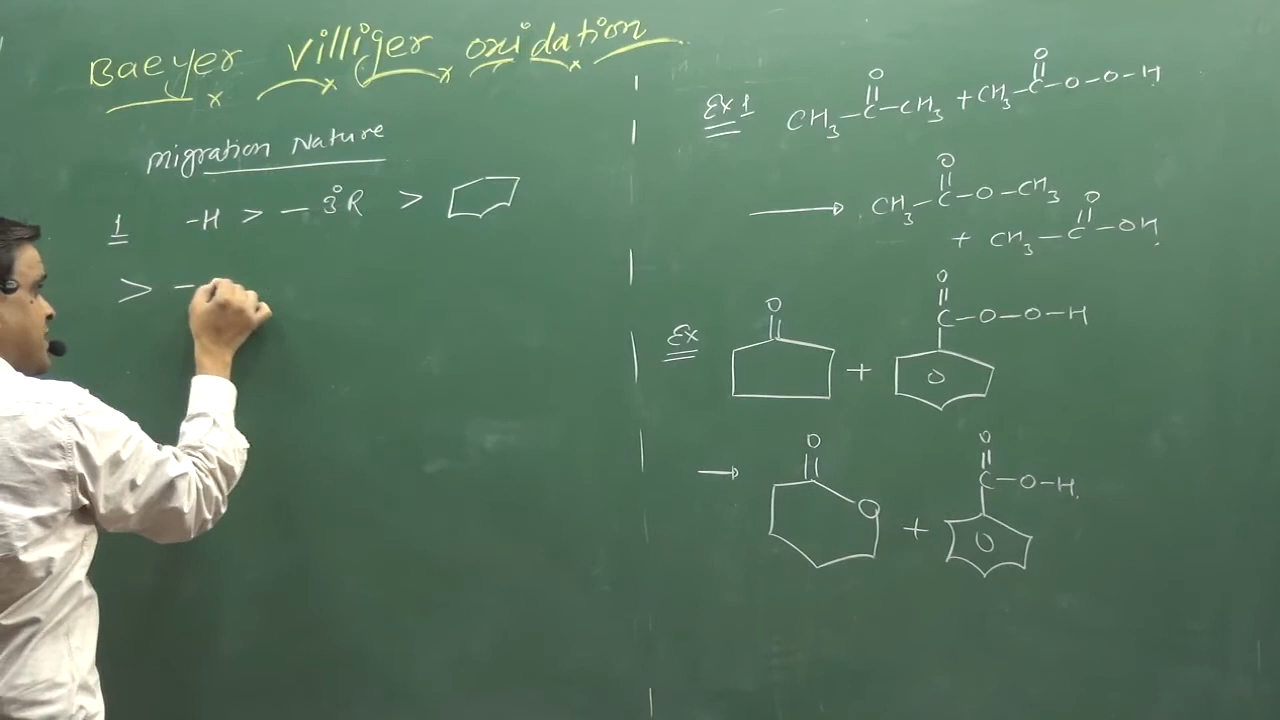 Baeyer Villiger oxidation
Migration Nature
1 -H > - 3°R >
> -
Ex 1 CH3-C-CH3 + CH3-C-O-O-H
O O
→ CH3-C-O-CH3
O
+ CH3-C-OH
O
Ex
O
+
O
C-O-O-H
O
→
O
O
+
O
C-O-H
O